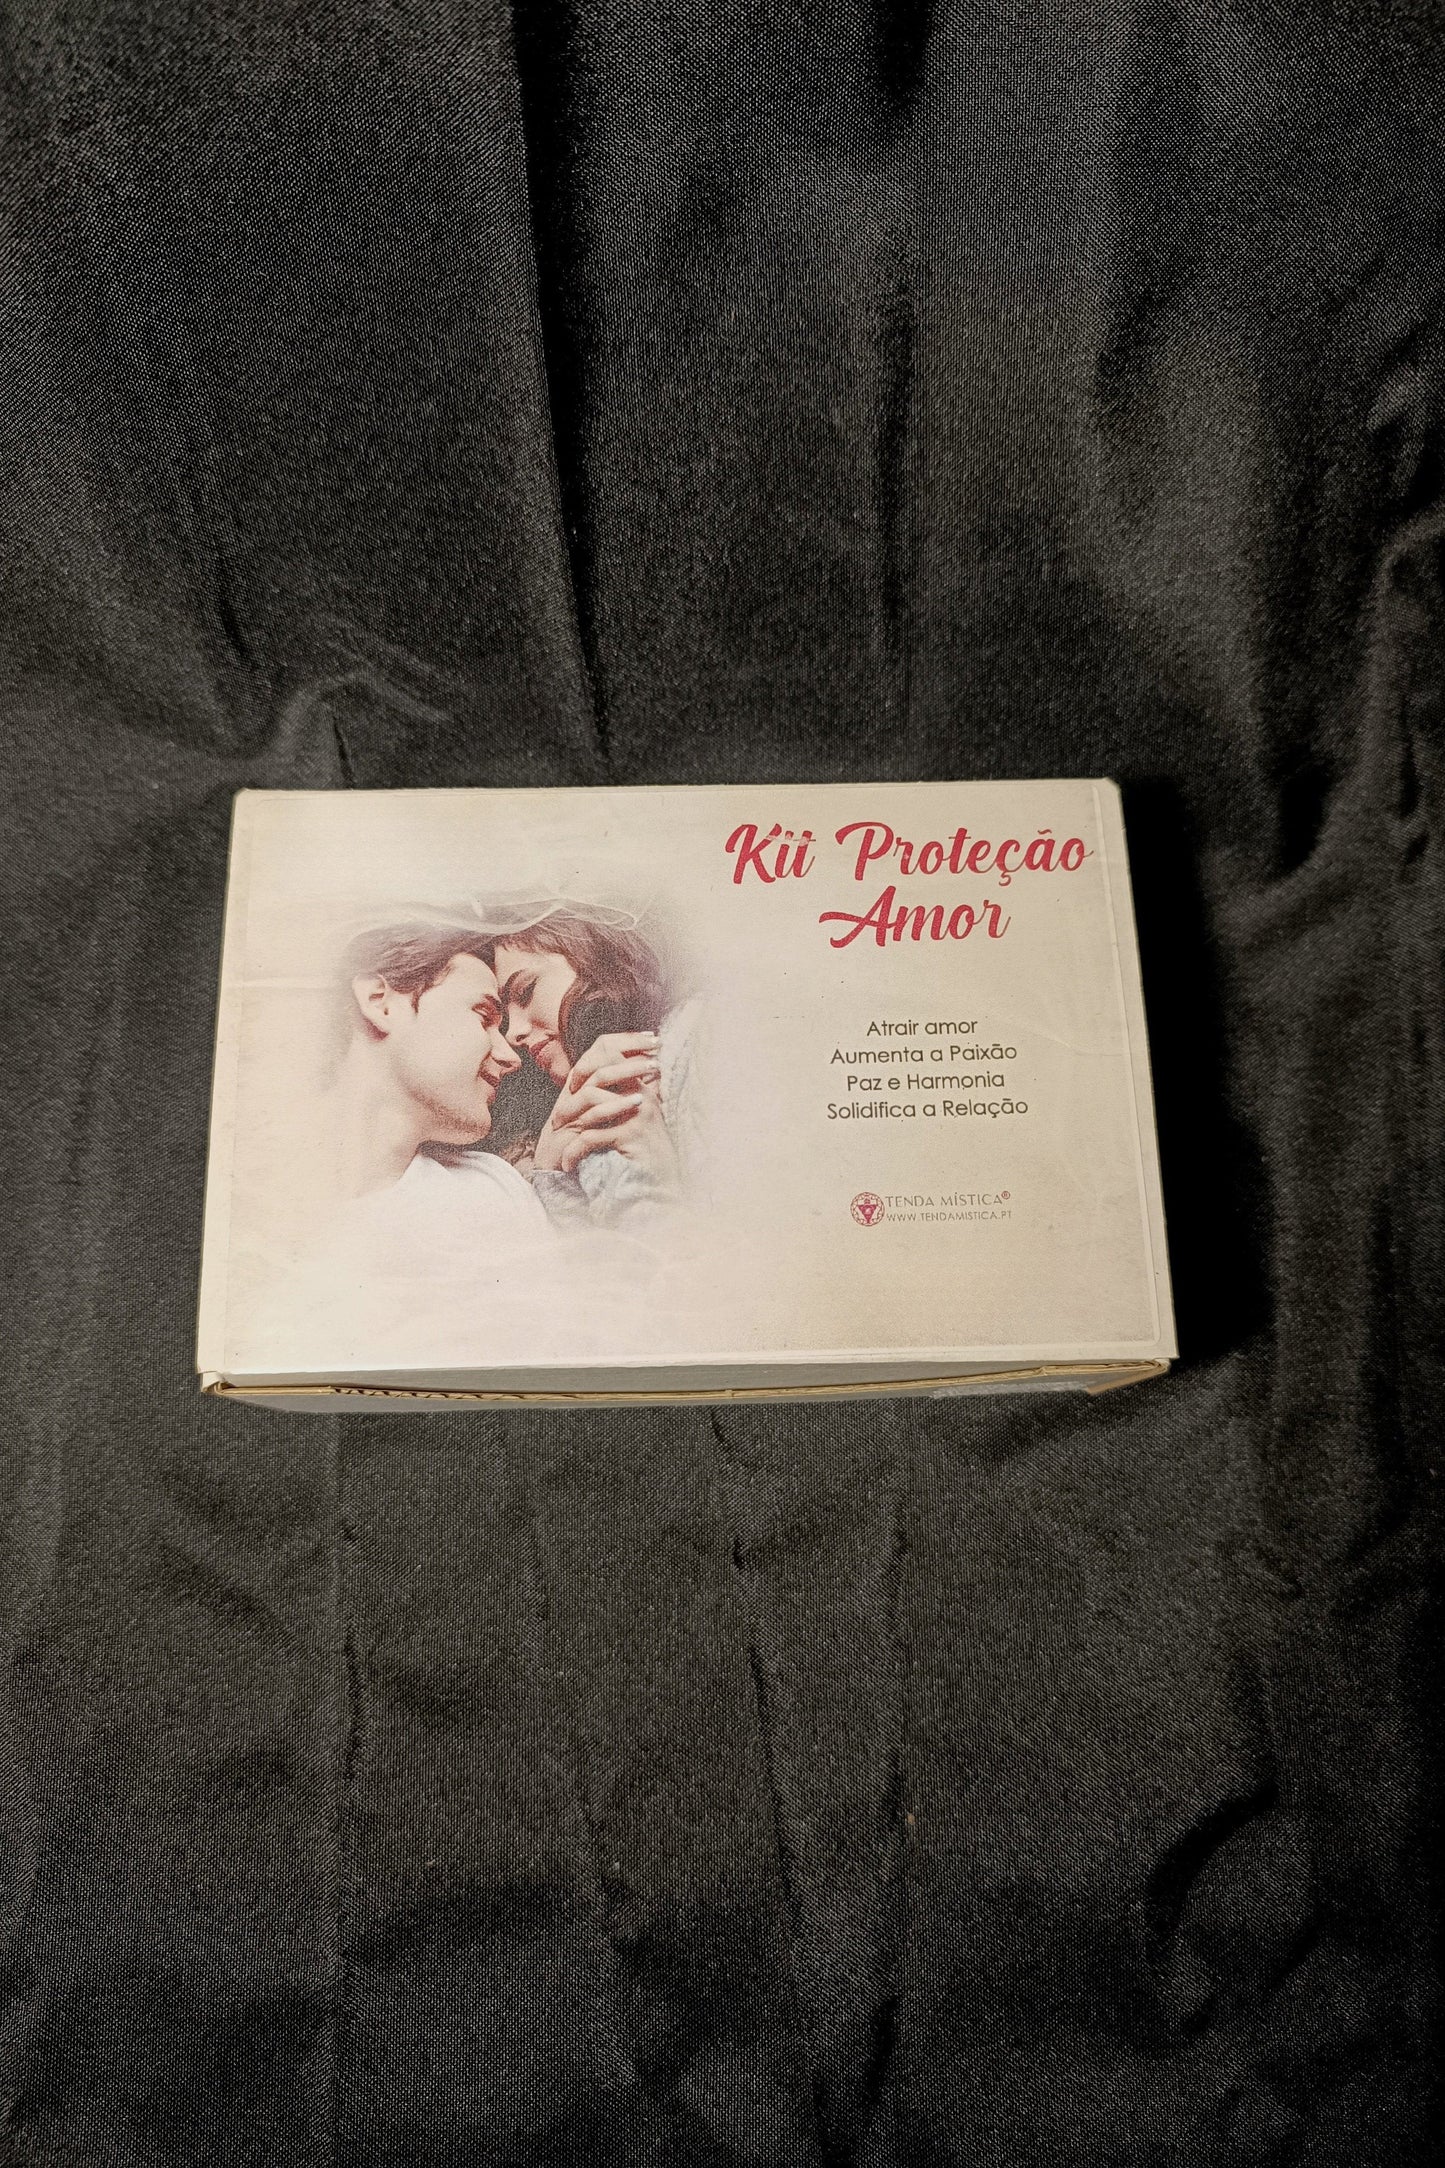 Kit Proteção
Amor
Atrair amor
Aumenta a Paixão
Paz e Harmonia
Solidifica a Relação
TENDA MÍSTICA®
WWW.TENDAMISTICA.PT